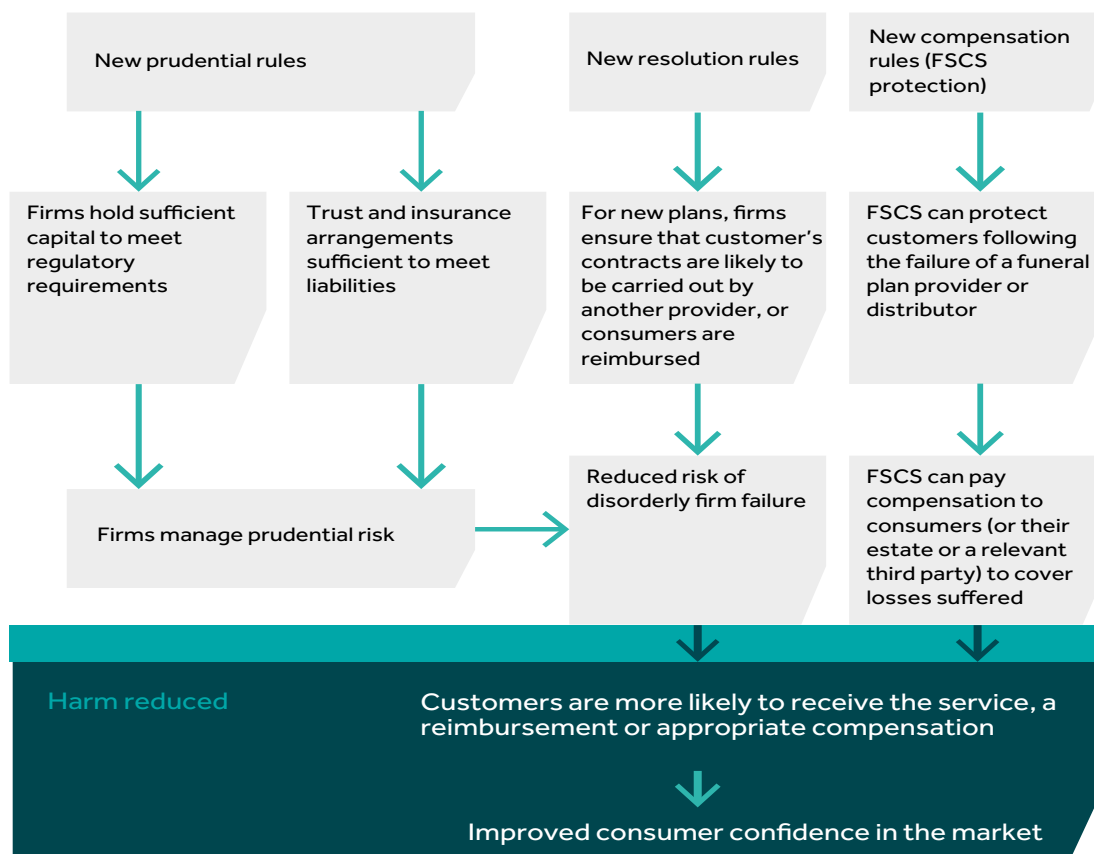 New prudential rules
New resolution rules
New compensation
rules (FSCS
protection)
Firms hold sufficient
capital to meet
regulatory
requirements
Trust and insurance
arrangements
sufficient to meet
liabilities
For new plans, firms
ensure that customer’s
contracts are likely to
be carried out by
another provider, or
consumers are
reimbursed
FSCS can protect
customers following
the failure of a funeral
plan provider or
distributor
Firms manage prudential risk
Reduced risk of
disorderly firm failure
FSCS can pay
compensation to
consumers (or their
estate or a relevant
third party) to cover
losses suffered
Harm reduced
Customers are more likely to receive the service, a
reimbursement or appropriate compensation
Improved consumer confidence in the market